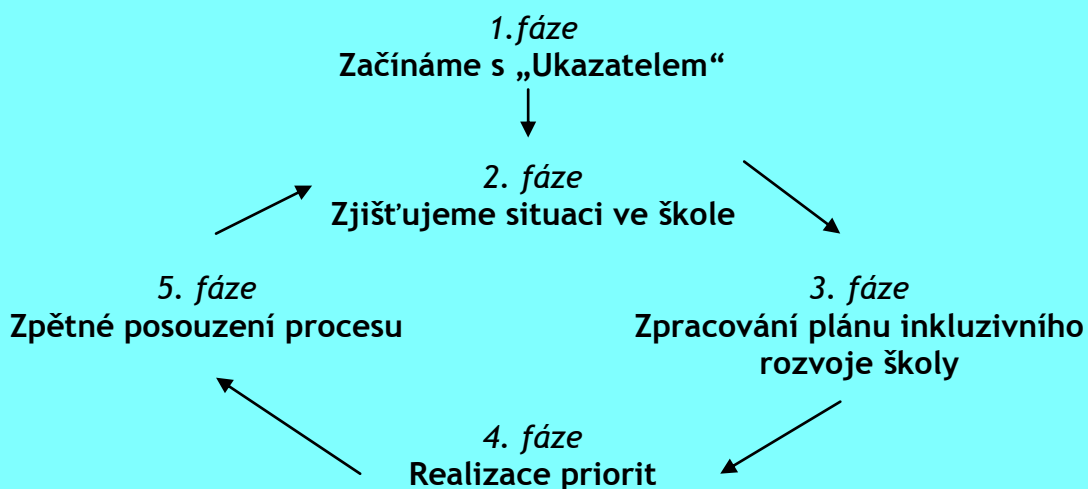 1.fáze
Začínáme s „Ukazatelem“
2. fáze
Zjišťujeme situaci ve škole
5. fáze
Zpětné posouzení procesu
3. fáze
Zpracování plánu inkluzivního
rozvoje školy
4. fáze
Realizace priorit